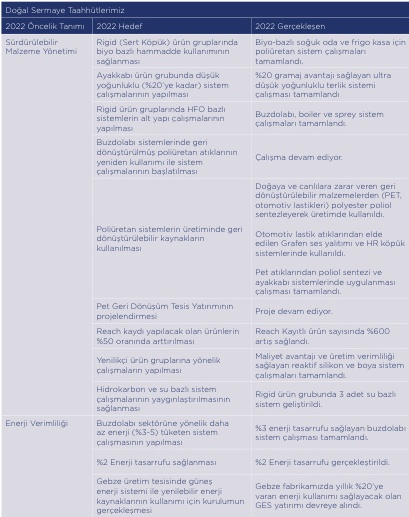 Doğal Sermaye Taahhütlerimiz
2022 Öncelik Tanımı
2022 Hedef
2022 Gerçekleşen
Sürdürülebilir
Malzeme Yönetimi
Rigid (Sert Köpük) ürün gruplarında
biyo bazlı hammadde kullanımının
sağlanması
Biyo-bazlı soğuk oda ve frigo kasa için
poliüretan sistem çalışmaları
tamamlandı.
Ayakkabı ürün grubunda düşük
yoğunluklu (%20'ye kadar) sistem
çalışmalarının yapılması
%20 gramaj avantajı sağlayan ultra
düşük yoğunluklu terlik sistemi
çalışması tamamlandı
Rigid ürün gruplarında HFO bazlı
sistemlerin alt yapı çalışmalarının
yapılması
Buzdolabı, boiler ve sprey sistem
çalışmaları tamamlandı.
Buzdolabı sistemlerinde geri
dönüştürülmüş poliüretan atıklarının
yeniden kullanımı ile sistem
çalışmalarının başlatılması
Çalışma devam ediyor.
Poliüretan sistemlerin üretiminde geri
dönüştürülebilir kaynakların
kullanılması
Doğaya ve canlılara zarar veren geri
dönüştürülebilir malzemelerden (PET,
otomotiv lastikleri) polyester poliol
sentezleyerek üretimde kullanıldı.
Otomotiv lastik atıklarından elde
edilen Grafen ses yalıtımı ve HR köpük
sistemlerinde kullanıldı.
Pet atıklarından poliol sentezi ve
ayakkabı sistemlerinde uygulanması
çalışması tamamlandı.
Pet Geri Dönüşüm Tesis Yatırımının
projelendirmesi
Proje devam ediyor.
Reach kaydı yapılacak olan ürünlerin
%50 oranında arttırılması
Reach Kayıtlı ürün sayısında %600
artış sağlandı.
Yenilikçi ürün gruplarına yönelik
çalışmaların yapılması
Maliyet avantajı ve üretim verimliliği
sağlayan reaktif silikon ve boya sistem
çalışmaları tamamlandı.
Hidrokarbon ve su bazlı sistem
çalışmalarının yaygınlaştırılmasının
sağlanması
Rigid ürün grubunda 3 adet su bazlı
sistem geliştirildi.
Enerji Verimliliği
Buzdolabı sektörüne yönelik daha
az enerji (%3-5) tüketen sistem
çalışmasının yapılması
%3 enerji tasarrufu sağlayan buzdolabı
sistem çalışması tamamlandı.
%2 Enerji tasarrufu sağlanması
%2 Enerji tasarrufu gerçekleştirildi.
Gebze üretim tesisinde güneş
enerji sistemi ile yenilebilir enerji
kaynaklarının kullanımı için kurulumun
gerçekleşmesi
Gebze fabrikamızda yıllık %20'ye
varan enerji kullanımı sağlayacak olan
GES yatırımı devreye alındı.